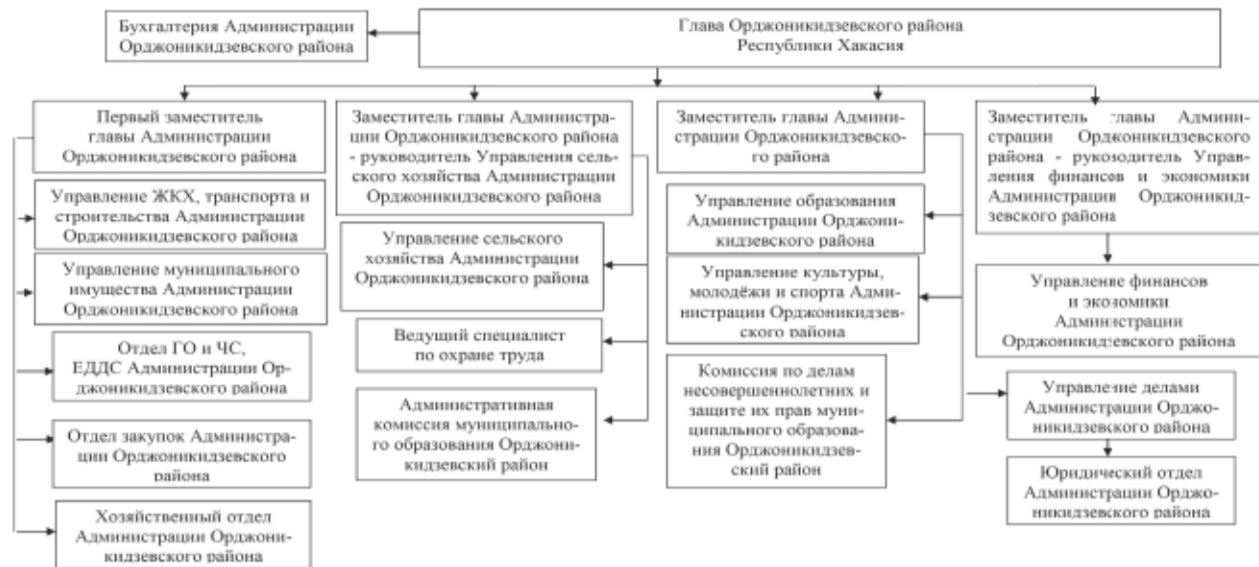 Бухгалтерия Администрации
Орджоникидзевского района
Глава Орджоникидзевского района
Республики Хакасия
Первый заместитель
главы Администрации
Орджоникидзевского района
Управление ЖКХ, транспорта и
строительства Администрации
Орджоникидзевского района
Управление муниципального
имущества Администрации
Орджоникидзевского района
Отдел ГО и ЧС,
ЕДДС Администрации Ор-
джоникидзевского района
Отдел закупок Администра-
ции Орджоникидзевского
района
Хозяйственный отдел
Администрации Орджони-
кидзевского района
Заместитель главы Администра-
ции Орджоникидзевского района
- руководитель Управления сель-
ского хозяйства Администрации
Орджоникидзевского района
Управление сельского
хозяйства Администрации
Орджоникидзевского района
Ведущий специалист
по охране труда
Административная
комиссия муниципально-
го образования Орджони-
кидзевский район
Заместитель главы Админи-
страции Орджоникидзевско-
го района
Управление образования
Администрации Орджони-
кидзевского района
Управление культуры,
молодёжи и спорта Адми-
нистрации Орджоникидзев-
ского района
Комиссия по делам
несовершеннолетних и
защите их прав муни-
ципального образова-
ния Орджоникидзев-
ский район
Заместитель главы Админи-
страции Орджоникидзевского
района - руководитель Управ-
ления финансов и экономики
Администрация Орджоникид-
зевского района
Управление финансов
и экономики
Администрации
Орджоникидзевского района
Управление делами
Администрации Орджо-
никидзевского района
Юридический отдел
Администрации Орджо-
никидзевского района